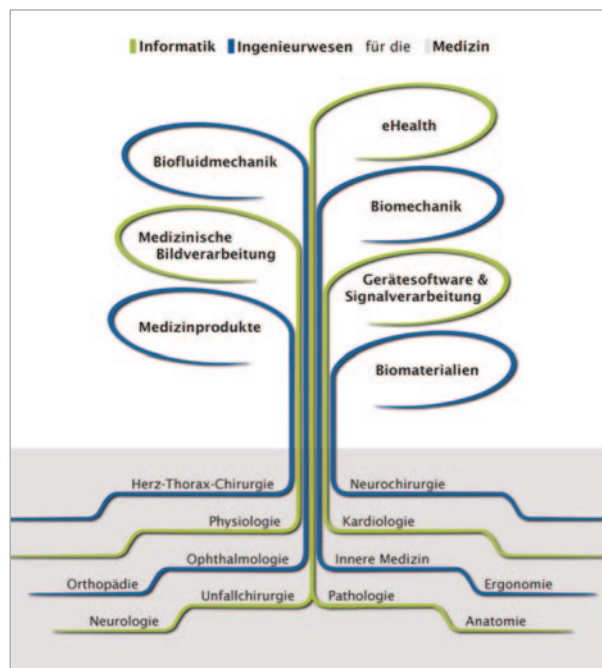 Informatik Ingenieurwesen für die Medizin
eHealth
Biofluidmechanik
Biomechanik
Medizinische
Bildverarbeitung
Gerätesoftware &
Signalverarbeitung
Medizinprodukte
Biomaterialien
Herz-Thorax-Chirurgie Neurochirurgie
Physiologie Kardiologie
Ophthalmologie Innere Medizin
Orthopädie Ergonomie
Unfallchirurgie Pathologie
Neurologie Anatomie